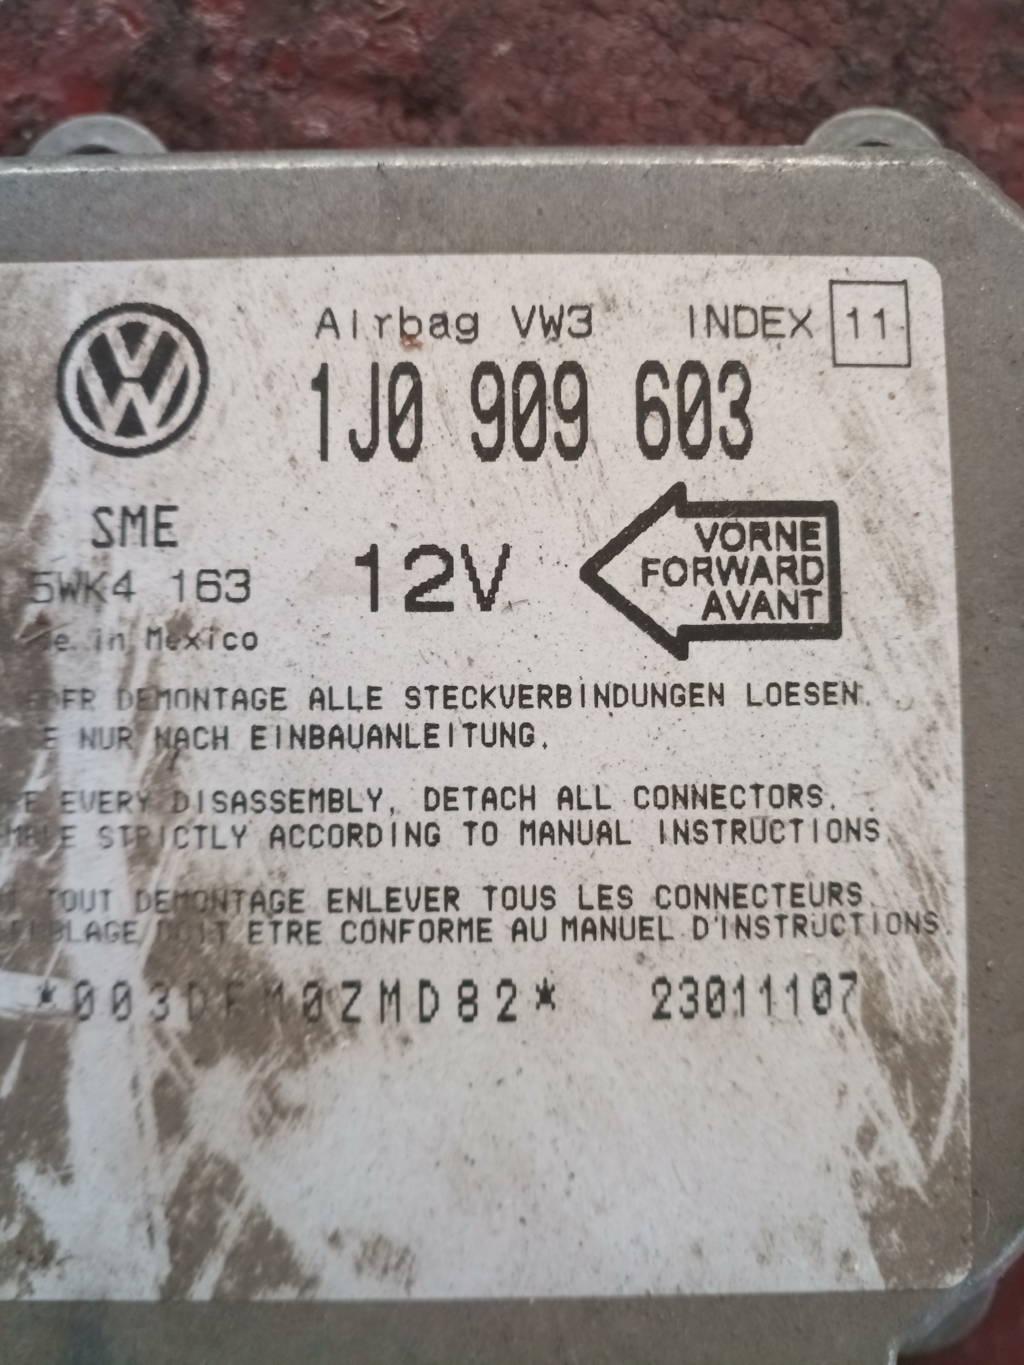 Airbag VW3 INDEX 11
1J0 909 603
SME
5WK4 163
12V
VORNE
FORWARD
AVANT
in Mexico
DEMONTAGE ALLE STECKVERBINDUNGEN LOESEN.
NUR NACH EINBAUANLEITUNG.
EVERY DISASSEMBLY, DETACH ALL CONNECTORS.
STRICTLY ACCORDING TO MANUAL INSTRUCTIONS.
TOUT DEMONTAGE ENLEVER TOUS LES CONNECTEURS.
DOIT ETRE CONFORME AU MANUEL D'INSTRUCTIONS.
23011107